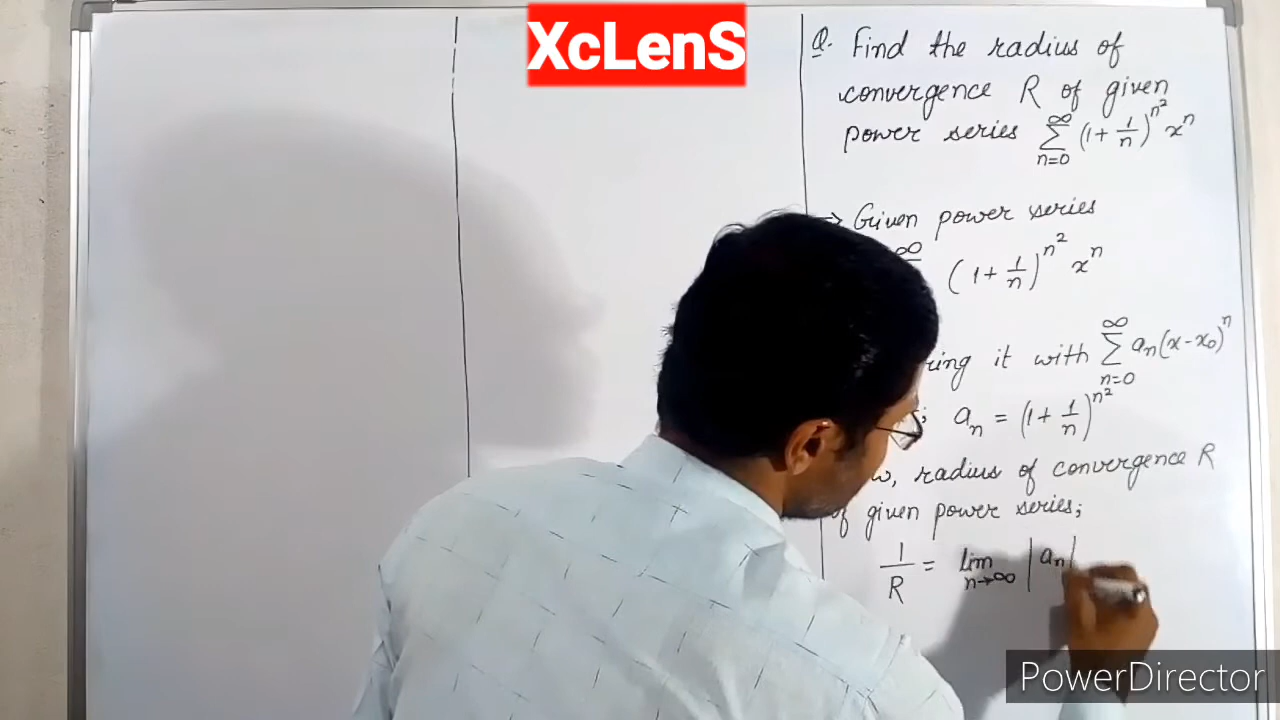 XcLenS
Q. Find the radius of
convergence R of given
power series ∑_{n=0}^{∞} (1 + 1/n)^{n²} x^n
⇒ Given power series
∞ (1 + 1/n)^{n²} x^n
ring it with ∑_{n=0}^{∞} a_n(x-x₀)^n
; a_n = (1 + 1/n)^{n²}
w, radius of convergence R
of given power series;
1/R = lim_{n→∞} |a_n|
PowerDirector